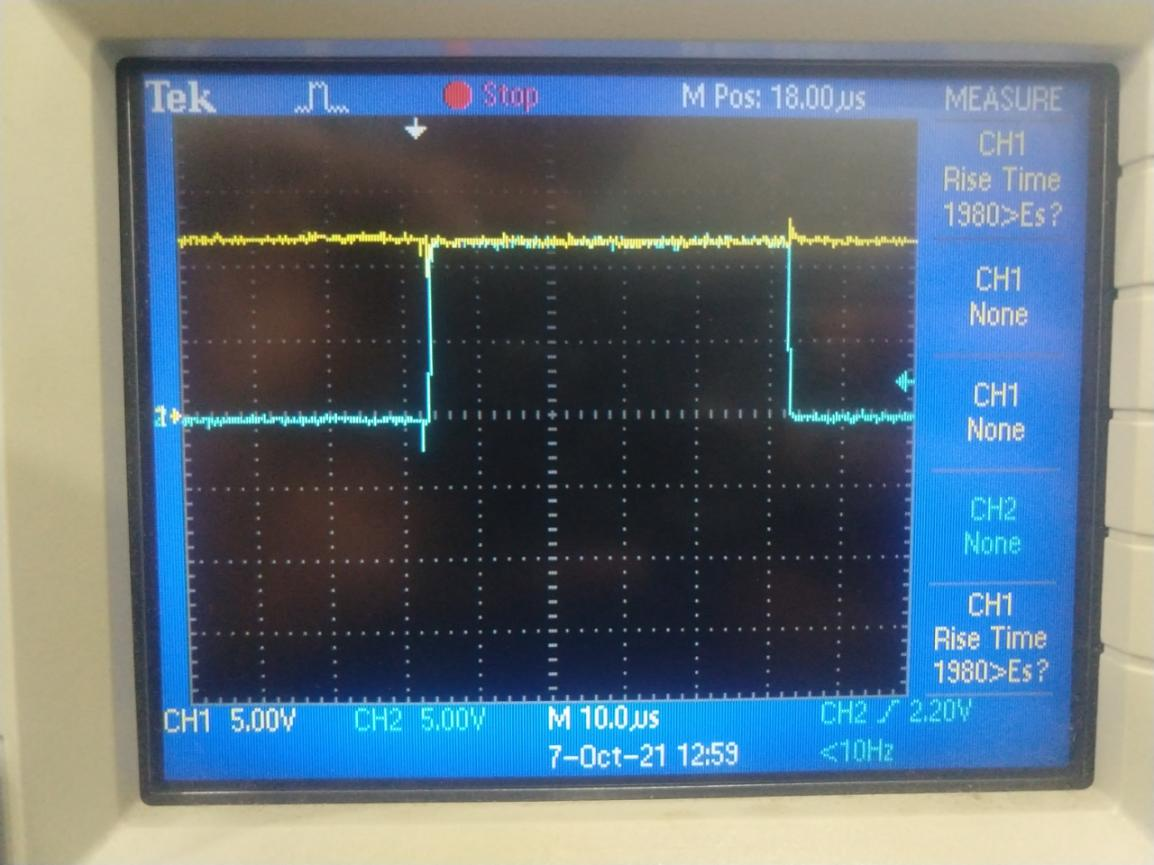 Tek Stop M Pos: 18.00µs MEASURE
CH1
Rise Time
1980>Es?
CH1
None
CH1
None
CH2
None
CH1
Rise Time
1980>Es?
CH1 5.00V CH2 5.00V M 10.0µs CH2 2.20V
7-Oct-21 12:59 <10Hz